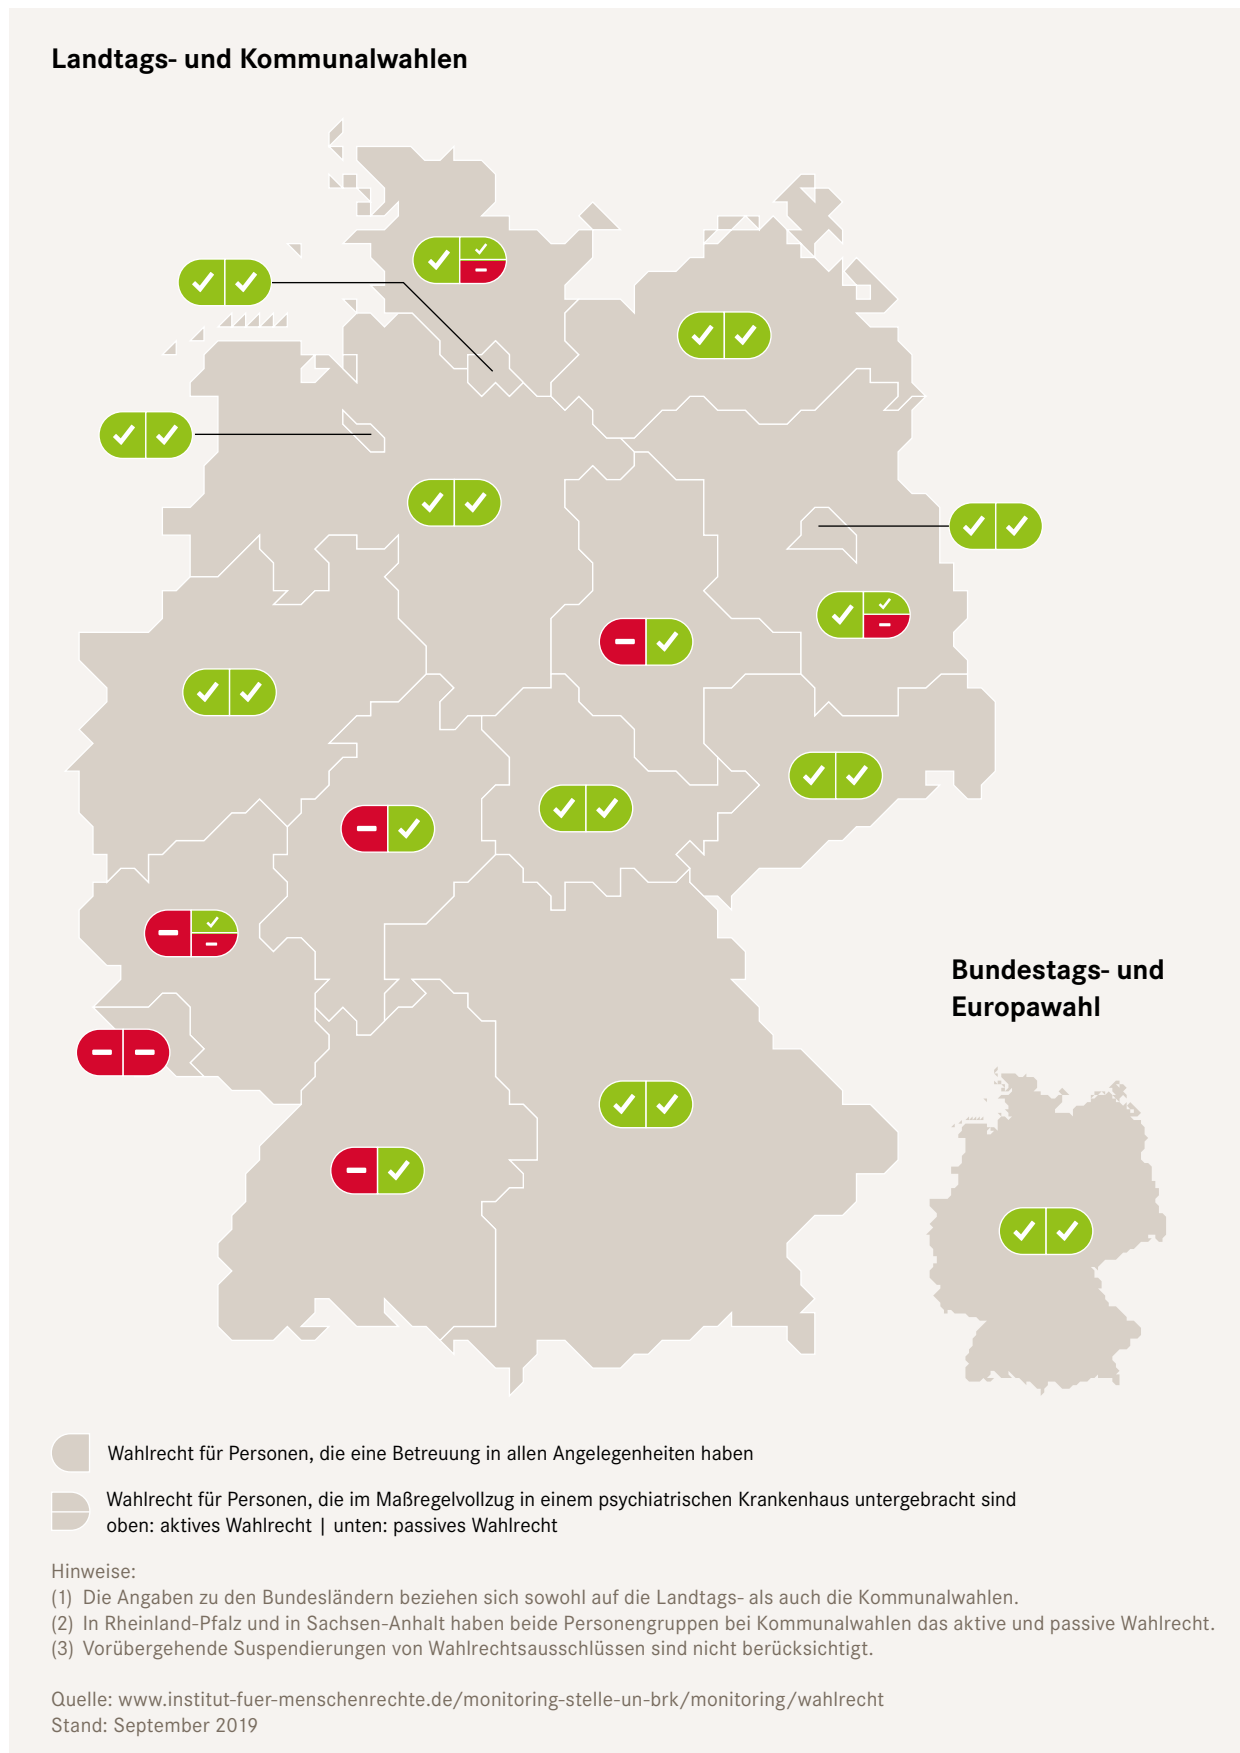 Landtags- und Kommunalwahlen
Bundestags- und
Europawahl
Wahlrecht für Personen, die eine Betreuung in allen Angelegenheiten haben
Wahlrecht für Personen, die im Maßregelvollzug in einem psychiatrischen Krankenhaus untergebracht sind
oben: aktives Wahlrecht | unten: passives Wahlrecht
Hinweise:
(1) Die Angaben zu den Bundesländern beziehen sich sowohl auf die Landtags- als auch die Kommunalwahlen.
(2) In Rheinland-Pfalz und in Sachsen-Anhalt haben beide Personengruppen bei Kommunalwahlen das aktive und passive Wahlrecht.
(3) Vorübergehende Suspendierungen von Wahlrechtsausschlüssen sind nicht berücksichtigt.
Quelle: www.institut-fuer-menschenrechte.de/monitoring-stelle-un-brk/monitoring/wahlrecht
Stand: September 2019